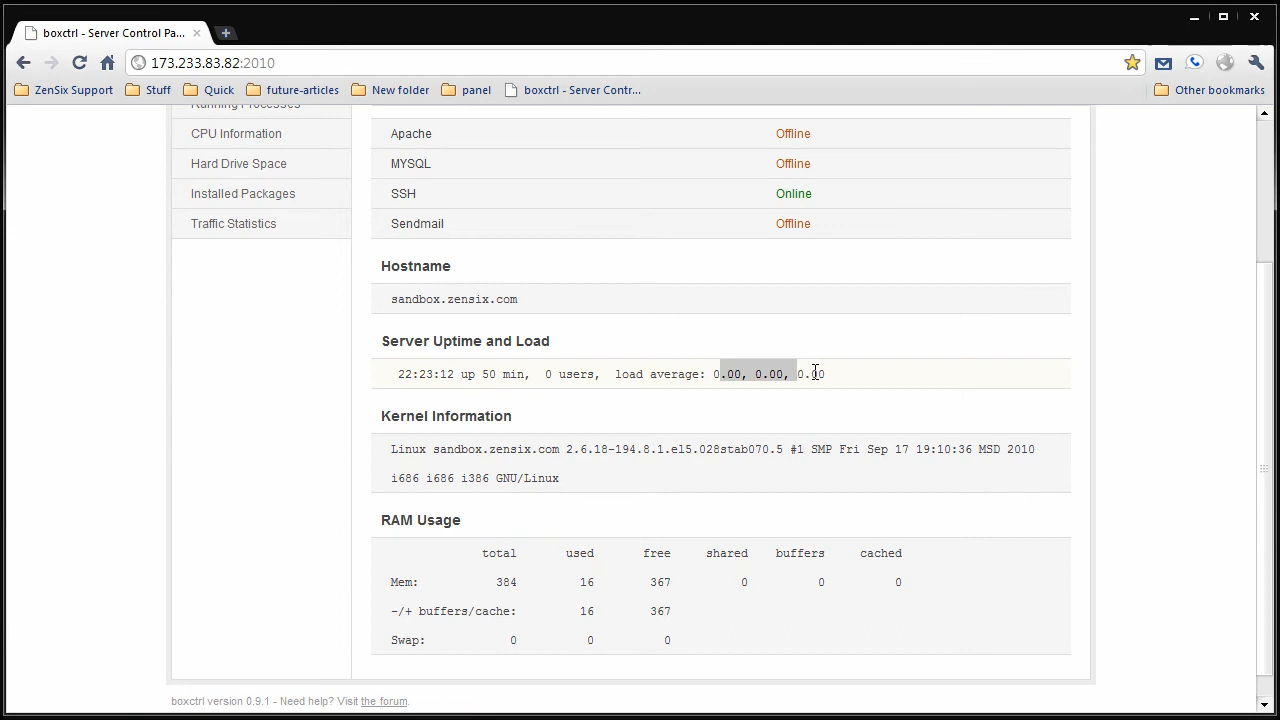 boxctrl - Server Control Pa...
173.233.83.82:2010
ZenSix Support Stuff Quick future-articles New folder panel boxctrl - Server Contr... Other bookmarks
Running Processes
CPU Information
Hard Drive Space
Installed Packages
Traffic Statistics
Apache Offline
MYSQL Offline
SSH Online
Sendmail Offline
Hostname
sandbox.zensix.com
Server Uptime and Load
22:23:12 up 50 min, 0 users, load average: 0.00, 0.00, 0.00
Kernel Information
Linux sandbox.zensix.com 2.6.18-194.8.1.el5.028stab070.5 #1 SMP Fri Sep 17 19:10:36 MSD 2010
i686 i686 i386 GNU/Linux
RAM Usage
total used free shared buffers cached
Mem: 384 16 367 0 0 0
-/+ buffers/cache: 16 367
Swap: 0 0 0
boxctrl version 0.9.1 - Need help? Visit the forum.